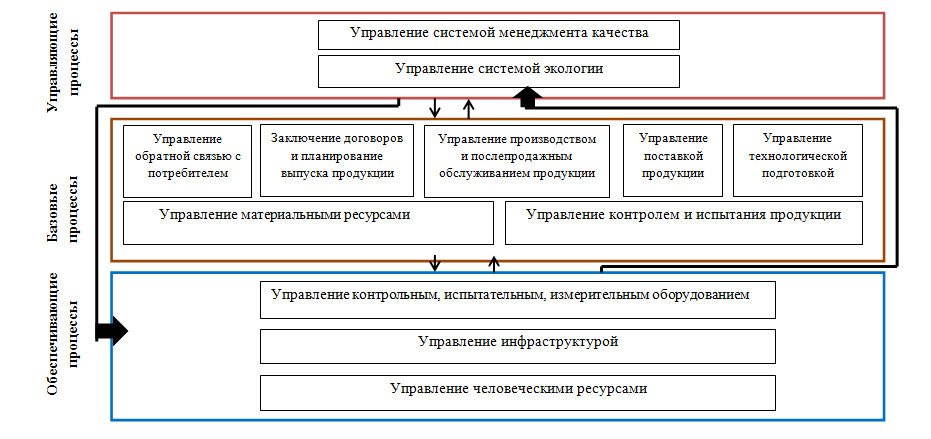 Управляющие
процессы
Управление системой менеджмента качества
Управление системой экологии
Базовые
процессы
Управление
обратной связью с
потребителем
Заключение договоров
и планирование
выпуска продукции
Управление производством
и послепродажным
обслуживанием продукции
Управление
поставкой
продукции
Управление
технологической
подготовкой
Управление материальными ресурсами
Управление контролем и испытания продукции
Обеспечивающие
процессы
Управление контрольным, испытательным, измерительным оборудованием
Управление инфраструктурой
Управление человеческими ресурсами